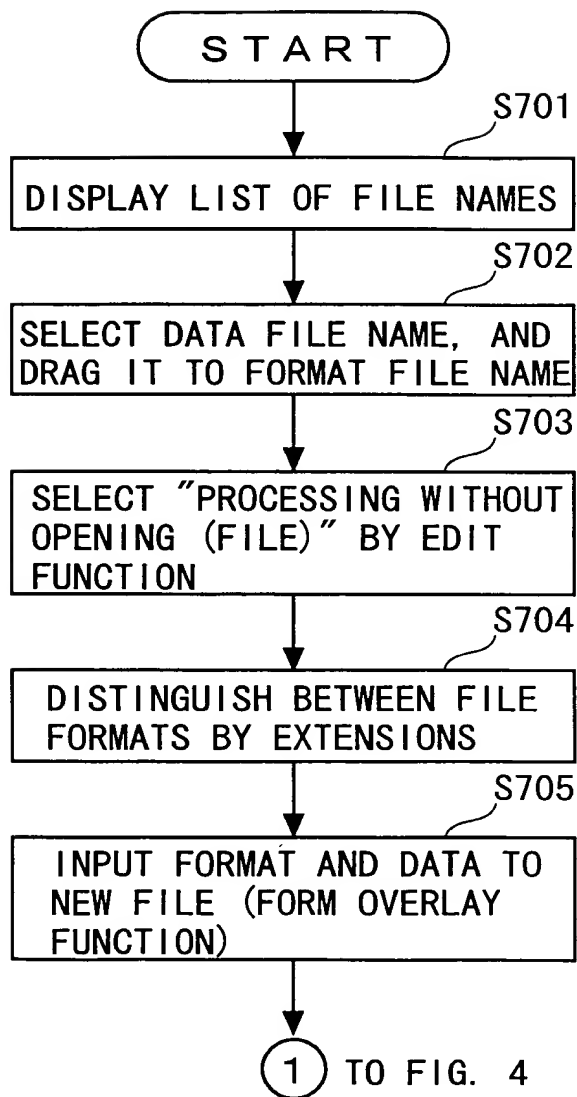 START
S701
DISPLAY LIST OF FILE NAMES
S702
SELECT DATA FILE NAME, AND
DRAG IT TO FORMAT FILE NAME
S703
SELECT "PROCESSING WITHOUT
OPENING (FILE)" BY EDIT
FUNCTION
S704
DISTINGUISH BETWEEN FILE
FORMATS BY EXTENSIONS
S705
INPUT FORMAT AND DATA TO
NEW FILE (FORM OVERLAY
FUNCTION)
1 TO FIG. 4